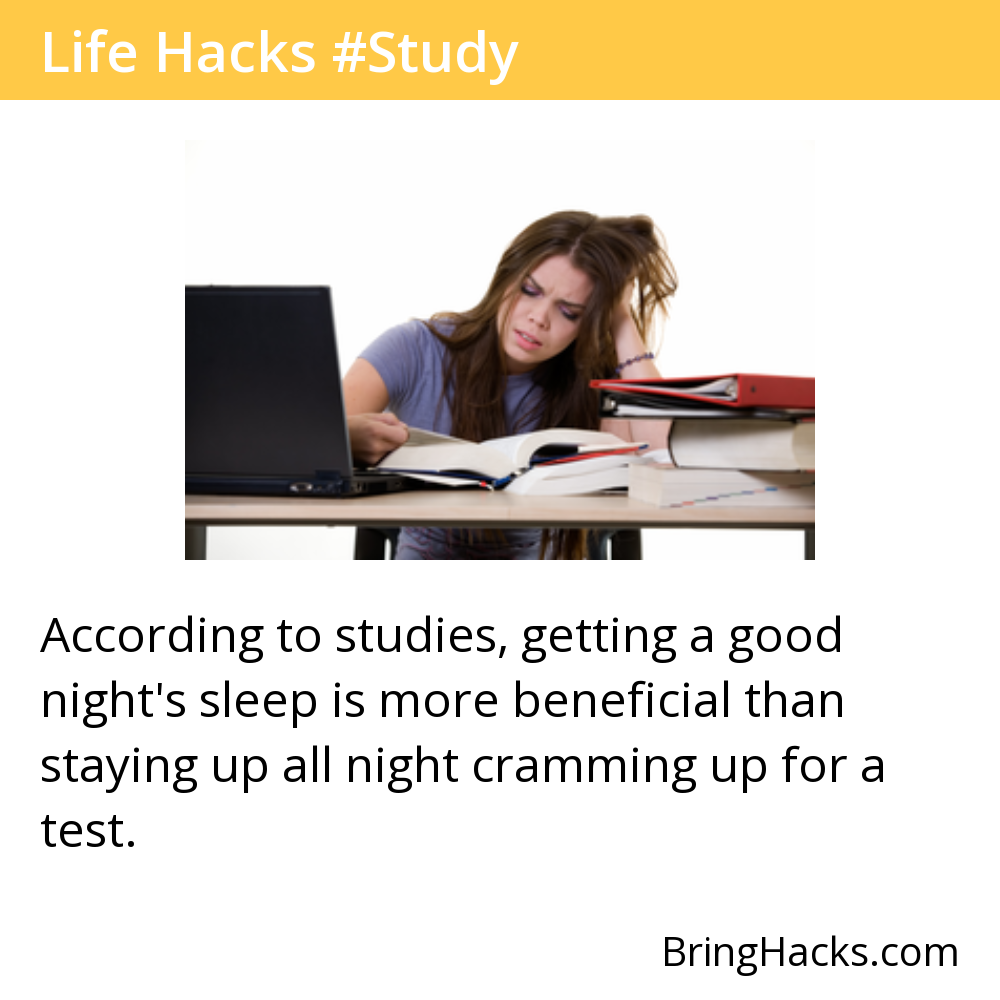 Life Hacks #Study
According to studies, getting a good
night's sleep is more beneficial than
staying up all night cramming up for a
test.
BringHacks.com